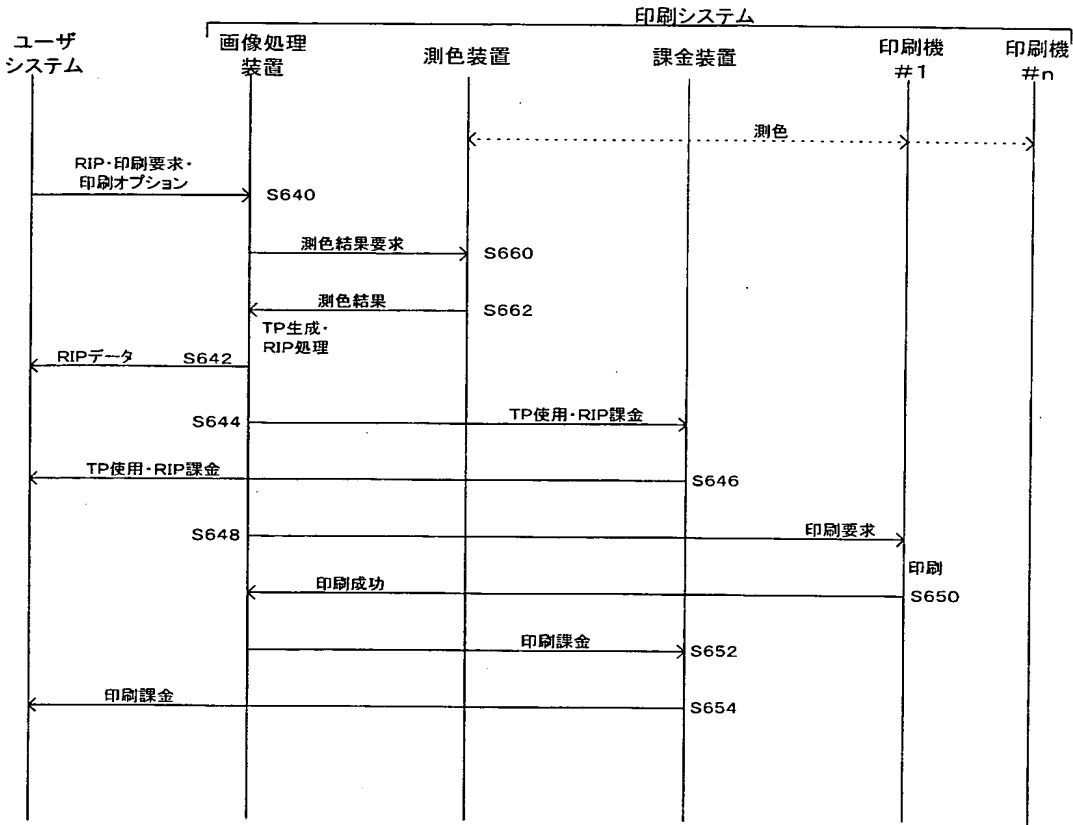 印刷システム
ユーザ
システム
画像処理
装置
測色装置
課金装置
印刷機
#1
印刷機
#n
測色
RIP・印刷要求・
印刷オプション
S640
測色結果要求
S660
測色結果
S662
TP生成・
RIP処理
RIPデータ
S642
S644
TP使用・RIP課金
TP使用・RIP課金
S646
S648
印刷要求
印刷
印刷成功
S650
印刷課金
S652
印刷課金
S654